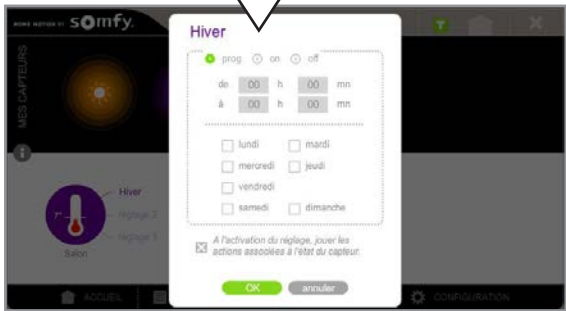 HOME MOTION BY somfy.
T
MES CAPTEURS
Hiver
prog on off
de 00 h 00 mn
à 00 h 00 mn
lundi mardi
mercredi jeudi
vendredi
samedi dimanche
A l'activation du réglage, jouer les
actions associées à l'état du capteur.
OK annuler
i
Hiver
réglage 2
réglage 3
Salon
ACCUEIL
CONFIGURATION